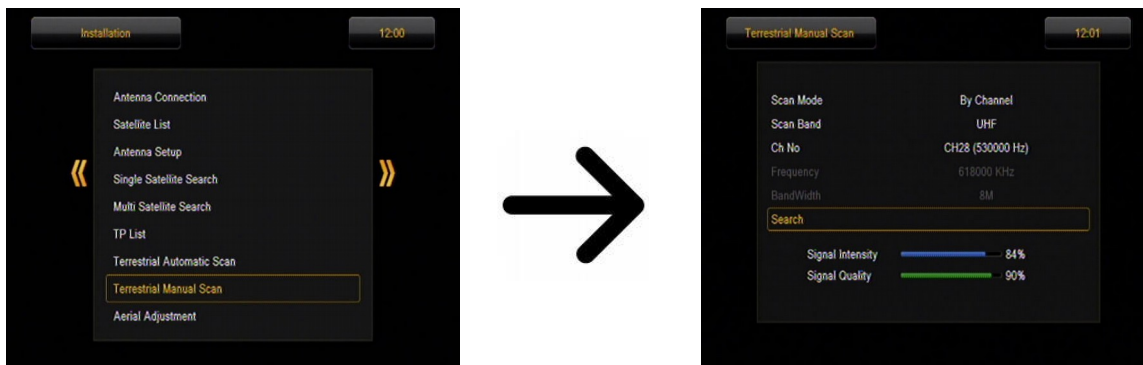 Installation
12:00
Antenna Connection
Satellite List
Antenna Setup
Single Satellite Search
Multi Satellite Search
TP List
Terrestrial Automatic Scan
Terrestrial Manual Scan
Aerial Adjustment
Terrestrial Manual Scan
12:01
Scan Mode By Channel
Scan Band UHF
Ch No CH28 (530000 Hz)
Frequency 618000 KHz
BandWidth 8M
Search
Signal Intensity 84%
Signal Quality 90%